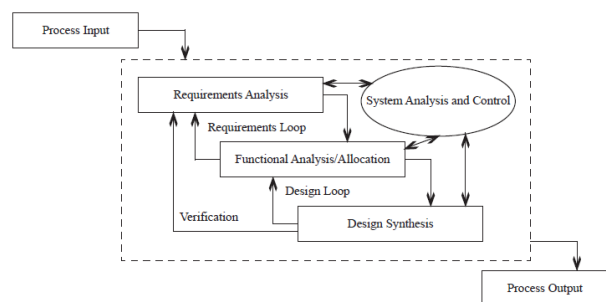 Process Input
Requirements Analysis
System Analysis and Control
Requirements Loop
Functional Analysis/Allocation
Design Loop
Verification
Design Synthesis
Process Output